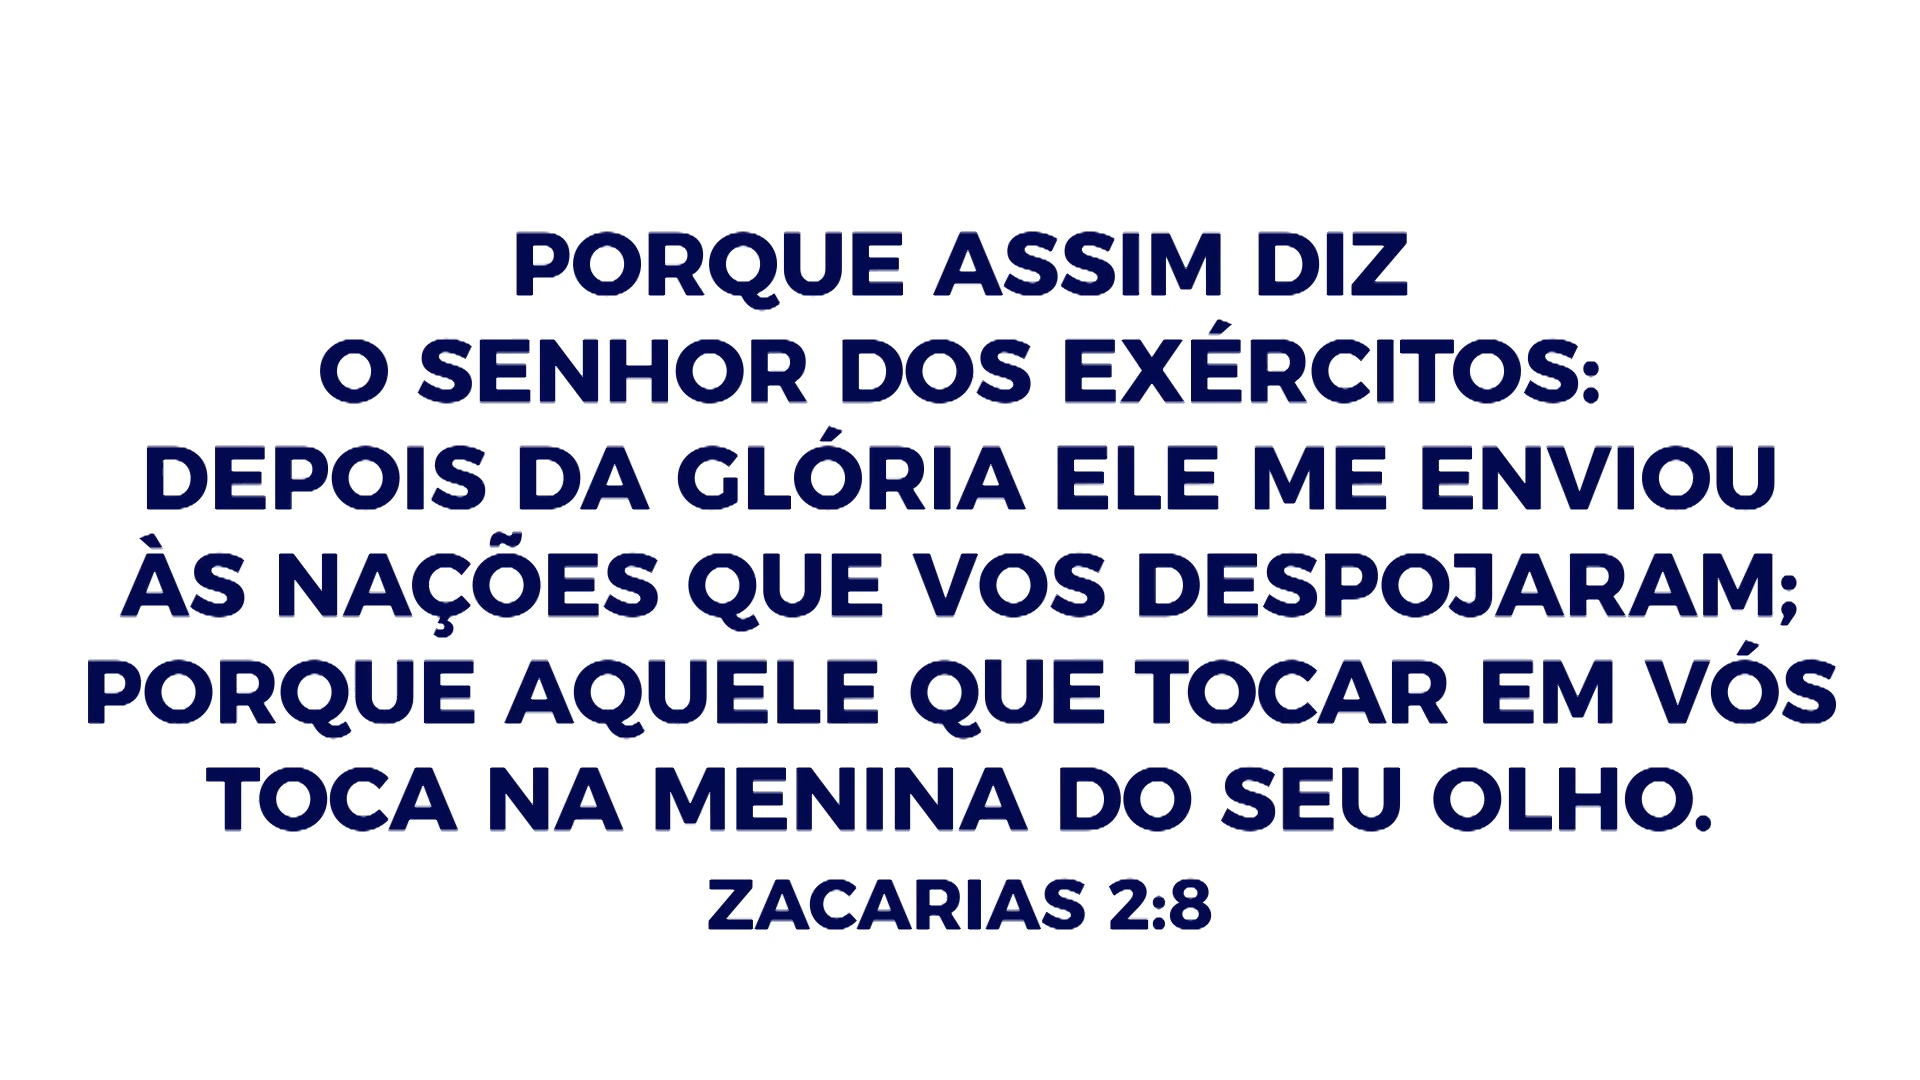 PORQUE ASSIM DIZ
O SENHOR DOS EXÉRCITOS:
DEPOIS DA GLÓRIA ELE ME ENVIOU
ÀS NAÇÕES QUE VOS DESPOJARAM;
PORQUE AQUELE QUE TOCAR EM VÓS
TOCA NA MENINA DO SEU OLHO.
ZACARIAS 2:8